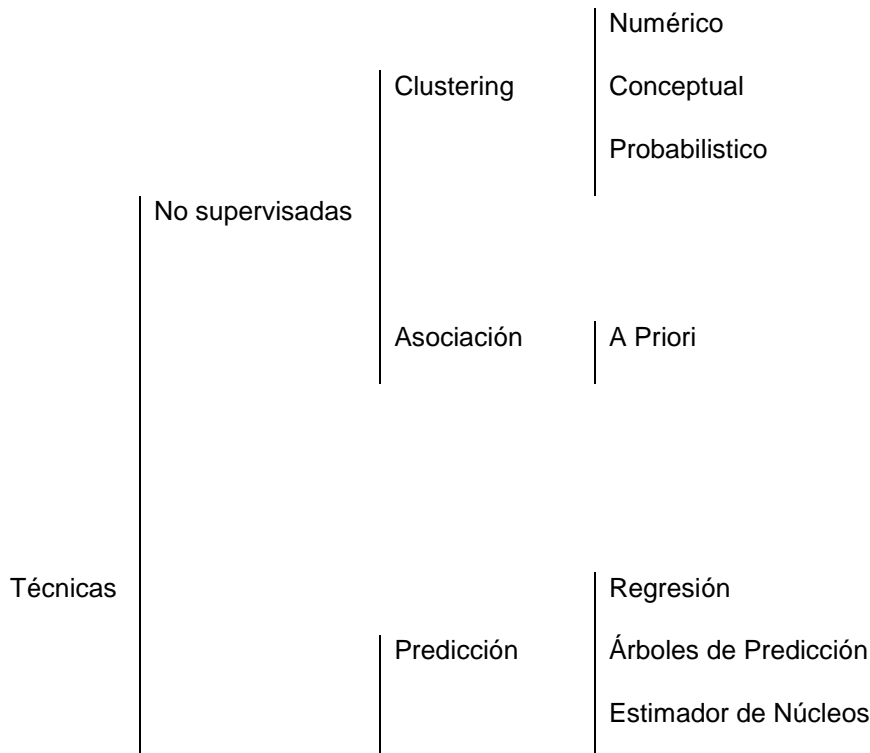 Numérico
Clustering Conceptual
Probabilistico
No supervisadas
Asociación A Priori
Técnicas Regresión
Predicción Árboles de Predicción
Estimador de Núcleos